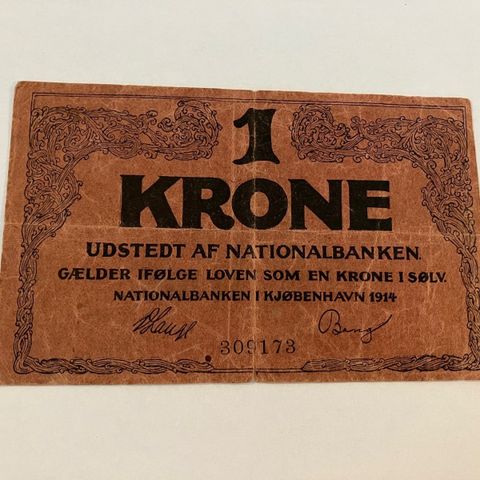 1
KRONE
UDSTEDT AF NATIONALBANKEN.
GÆLDER IFØLGE LOVEN SOM EN KRONE I SØLV.
NATIONALBANKEN I KJØBENHAVN 1914
Bang
309173